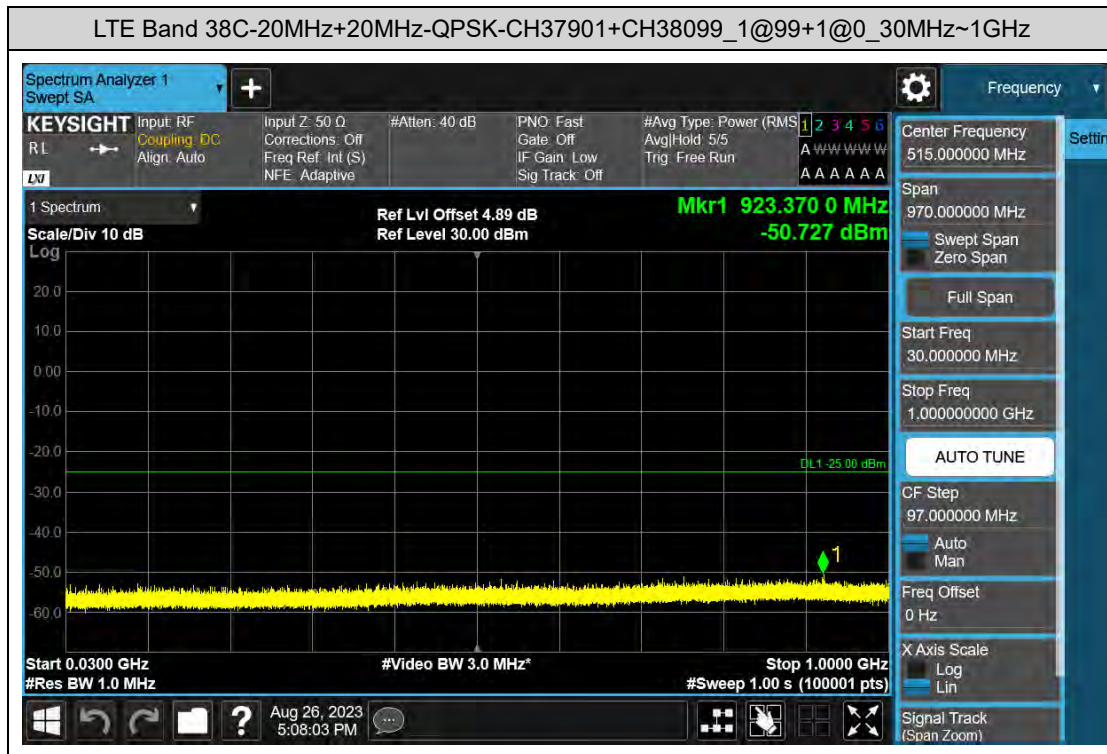 LTE Band 38C-20MHz+20MHz-QPSK-CH37901+CH38099_1@99+1@0_30MHz~1GHz
Spectrum Analyzer 1
Swept SA
Frequency
KEYSIGHT
RL
LXI
Input: RF
Coupling: DC
Align: Auto
Input Z: 50 Ω
Corrections: Off
Freq Ref: Int (S)
NFE: Adaptive
#Atten: 40 dB
PNO: Fast
Gate: Off
IF Gain: Low
Sig Track: Off
#Avg Type: Power (RMS
Avg|Hold: 5/5
Trig: Free Run
1 2 3 4 5 6
A W W W W W
A A A A A A
Center Frequency
515.000000 MHz
Settin
Span
970.000000 MHz
Swept Span
Zero Span
Full Span
Start Freq
30.000000 MHz
Stop Freq
1.000000000 GHz
AUTO TUNE
CF Step
97.000000 MHz
Auto
Man
Freq Offset
0 Hz
X Axis Scale
Log
Lin
Signal Track
(Span Zoom)
1 Spectrum
Scale/Div 10 dB
Log
Ref Lvl Offset 4.89 dB
Ref Level 30.00 dBm
Mkr1 923.370 0 MHz
-50.727 dBm
20.0
10.0
0.00
-10.0
-20.0
DL1 -25.00 dBm
-30.0
-40.0
1
-50.0
-60.0
Start 0.0300 GHz
#Res BW 1.0 MHz
#Video BW 3.0 MHz*
Stop 1.0000 GHz
#Sweep 1.00 s (100001 pts)
?
Aug 26, 2023
5:08:03 PM